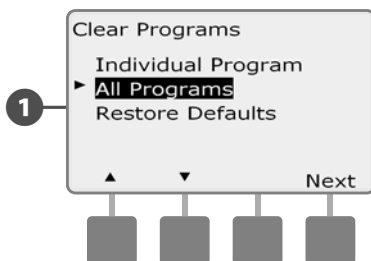 Clear Programs
Individual Program
► All Programs
Restore Defaults
1
▲ ▼ Next